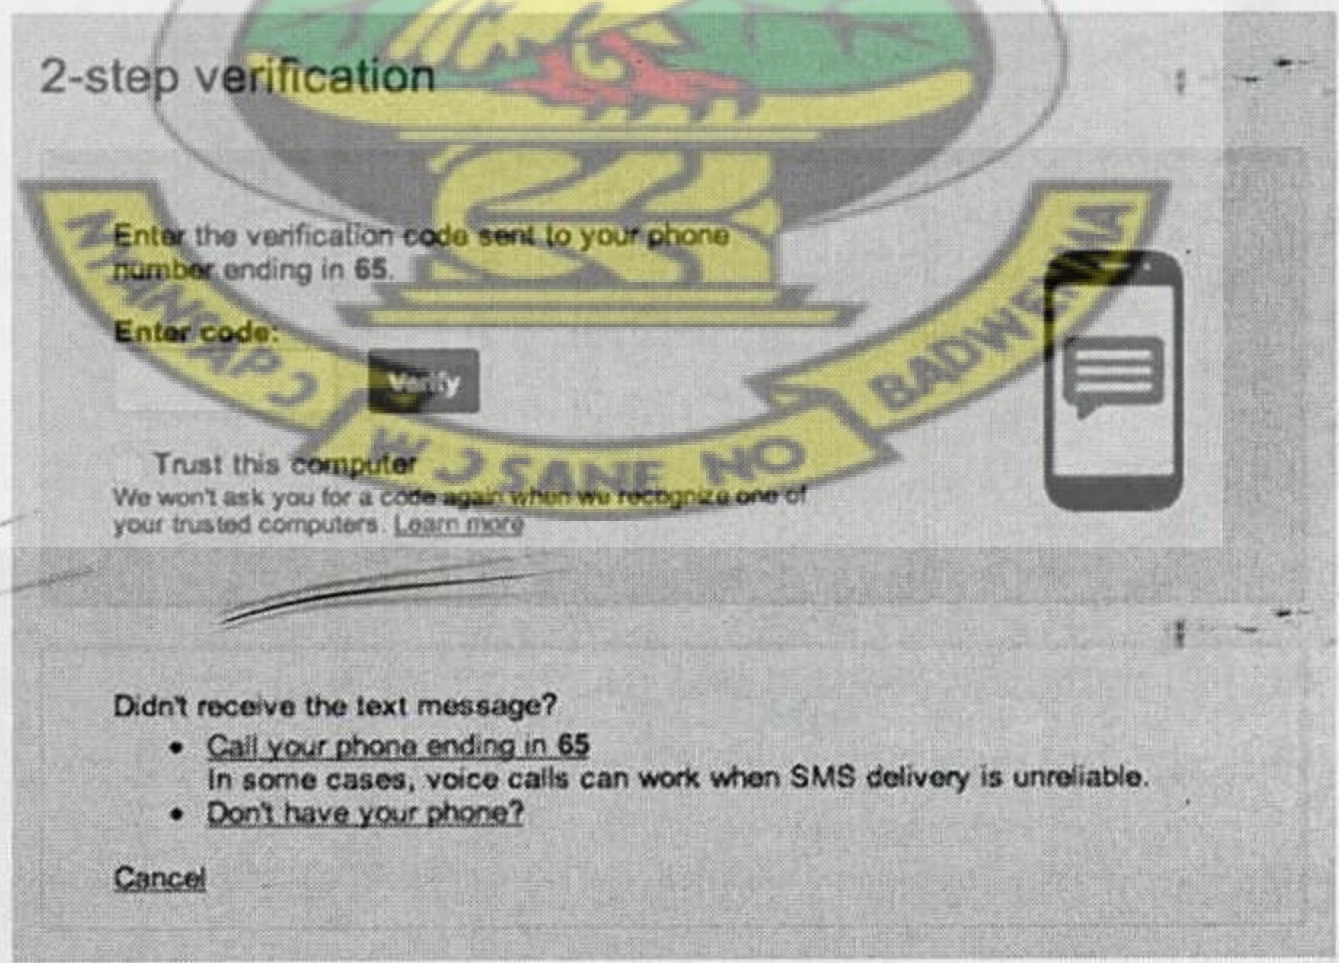 2-step verification
Enter the verification code sent to your phone
number ending in 65.
Enter code:
Verify
Trust this computer
We won't ask you for a code again when we recognize one of
your trusted computers. Learn more
Didn't receive the text message?
• Call your phone ending in 65
In some cases, voice calls can work when SMS delivery is unreliable.
• Don't have your phone?
Cancel
NYANSAPƆ
WƆ SANE NO
BADWENMA